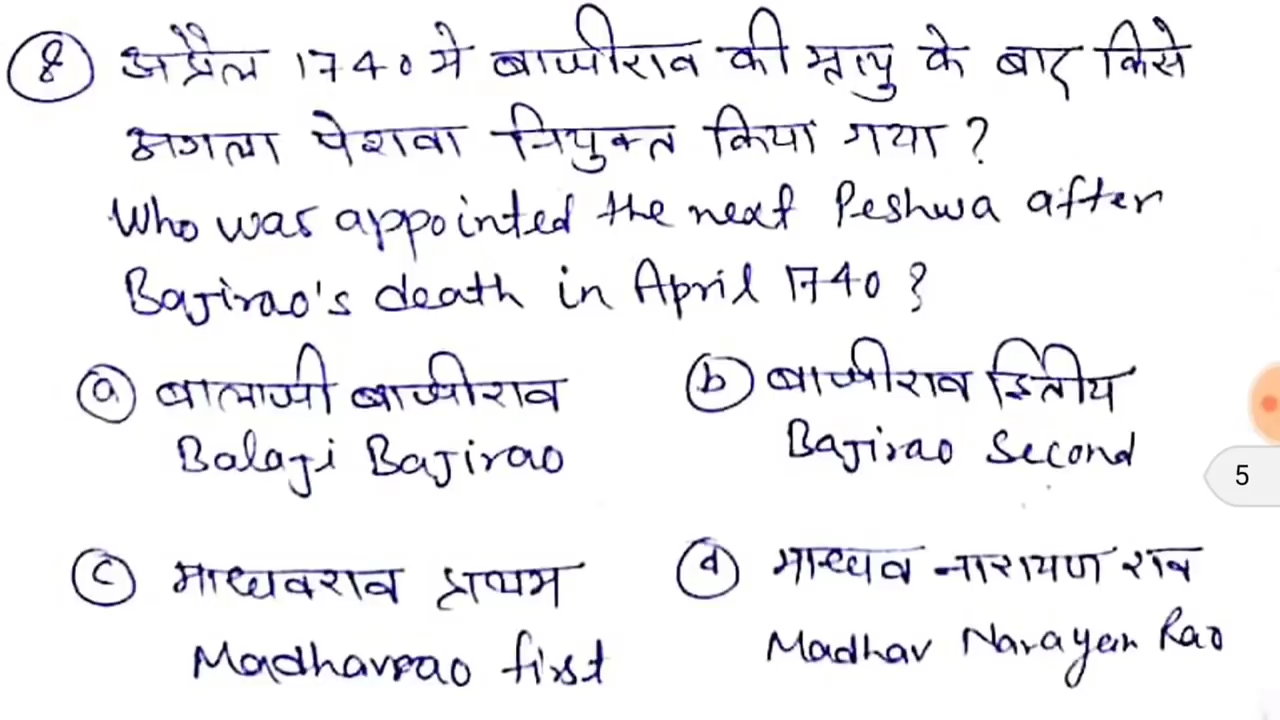 8 अप्रैल 1740 मे बाजीराव की मृत्यु के बाद किसे
अगला पेशवा नियुक्त किया गया ?
Who was appointed the next Peshwa after
Bajirao's death in April 1740 ?
a बालाजी बाजीराव
Balaji Bajirao
b बाजीराव द्वितीय
Bajirao Second
c माधवराव प्रथम
Madhavrao first
d माधव नारायण राव
Madhav Narayan Rao
5